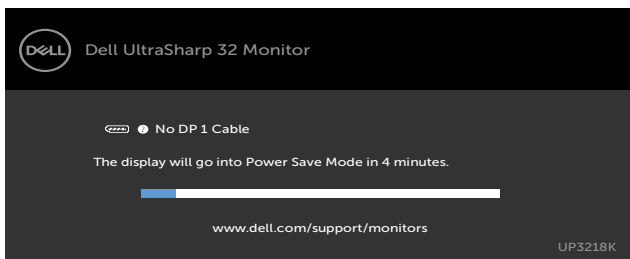 DELL Dell UltraSharp 32 Monitor
? No DP 1 Cable
The display will go into Power Save Mode in 4 minutes.
www.dell.com/support/monitors
UP3218K